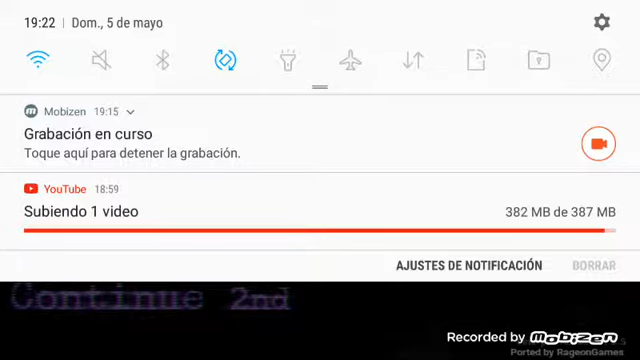 19:22 | Dom., 5 de mayo
Mobizen 19:15
Grabación en curso
Toque aquí para detener la grabación.
YouTube 18:59
Subiendo 1 video
382 MB de 387 MB
AJUSTES DE NOTIFICACIÓN
BORRAR
Continue 2nd
Recorded by Mobizen
Ported by RageonGames